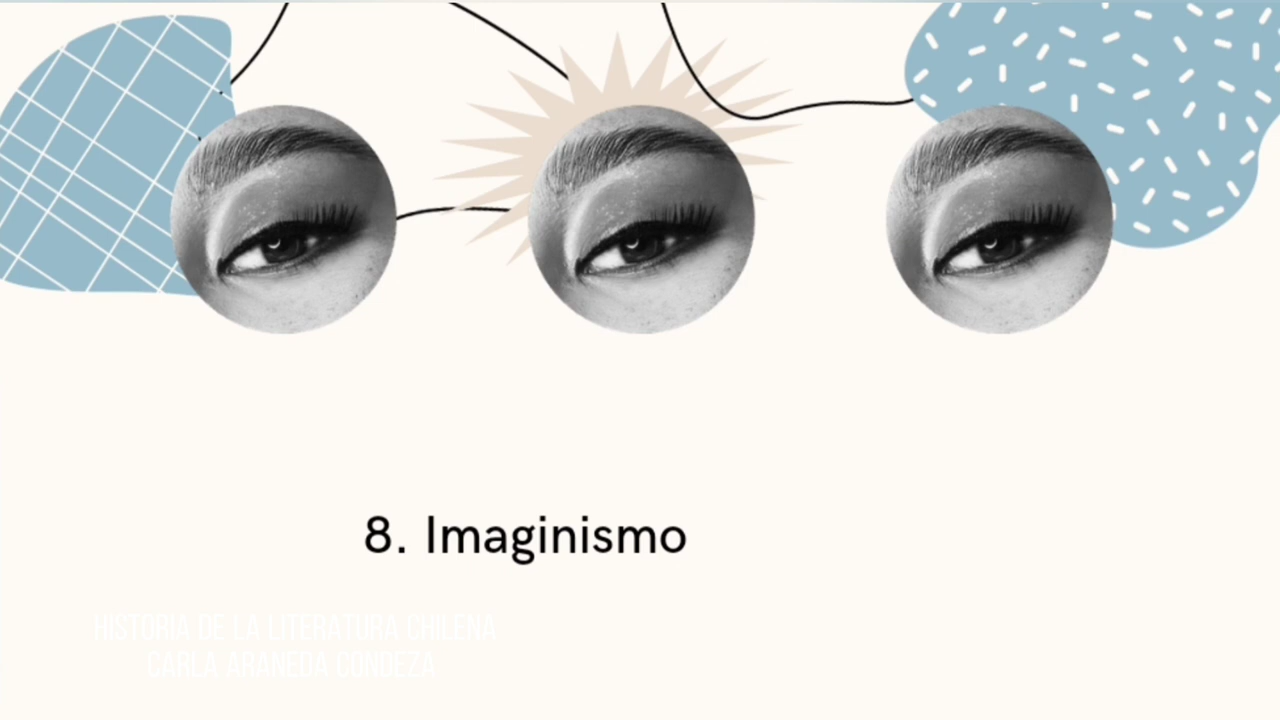 8. Imaginismo
HISTORIA DE LA LITERATURA CHILENA
CARLA ARANEDA CONDEZA